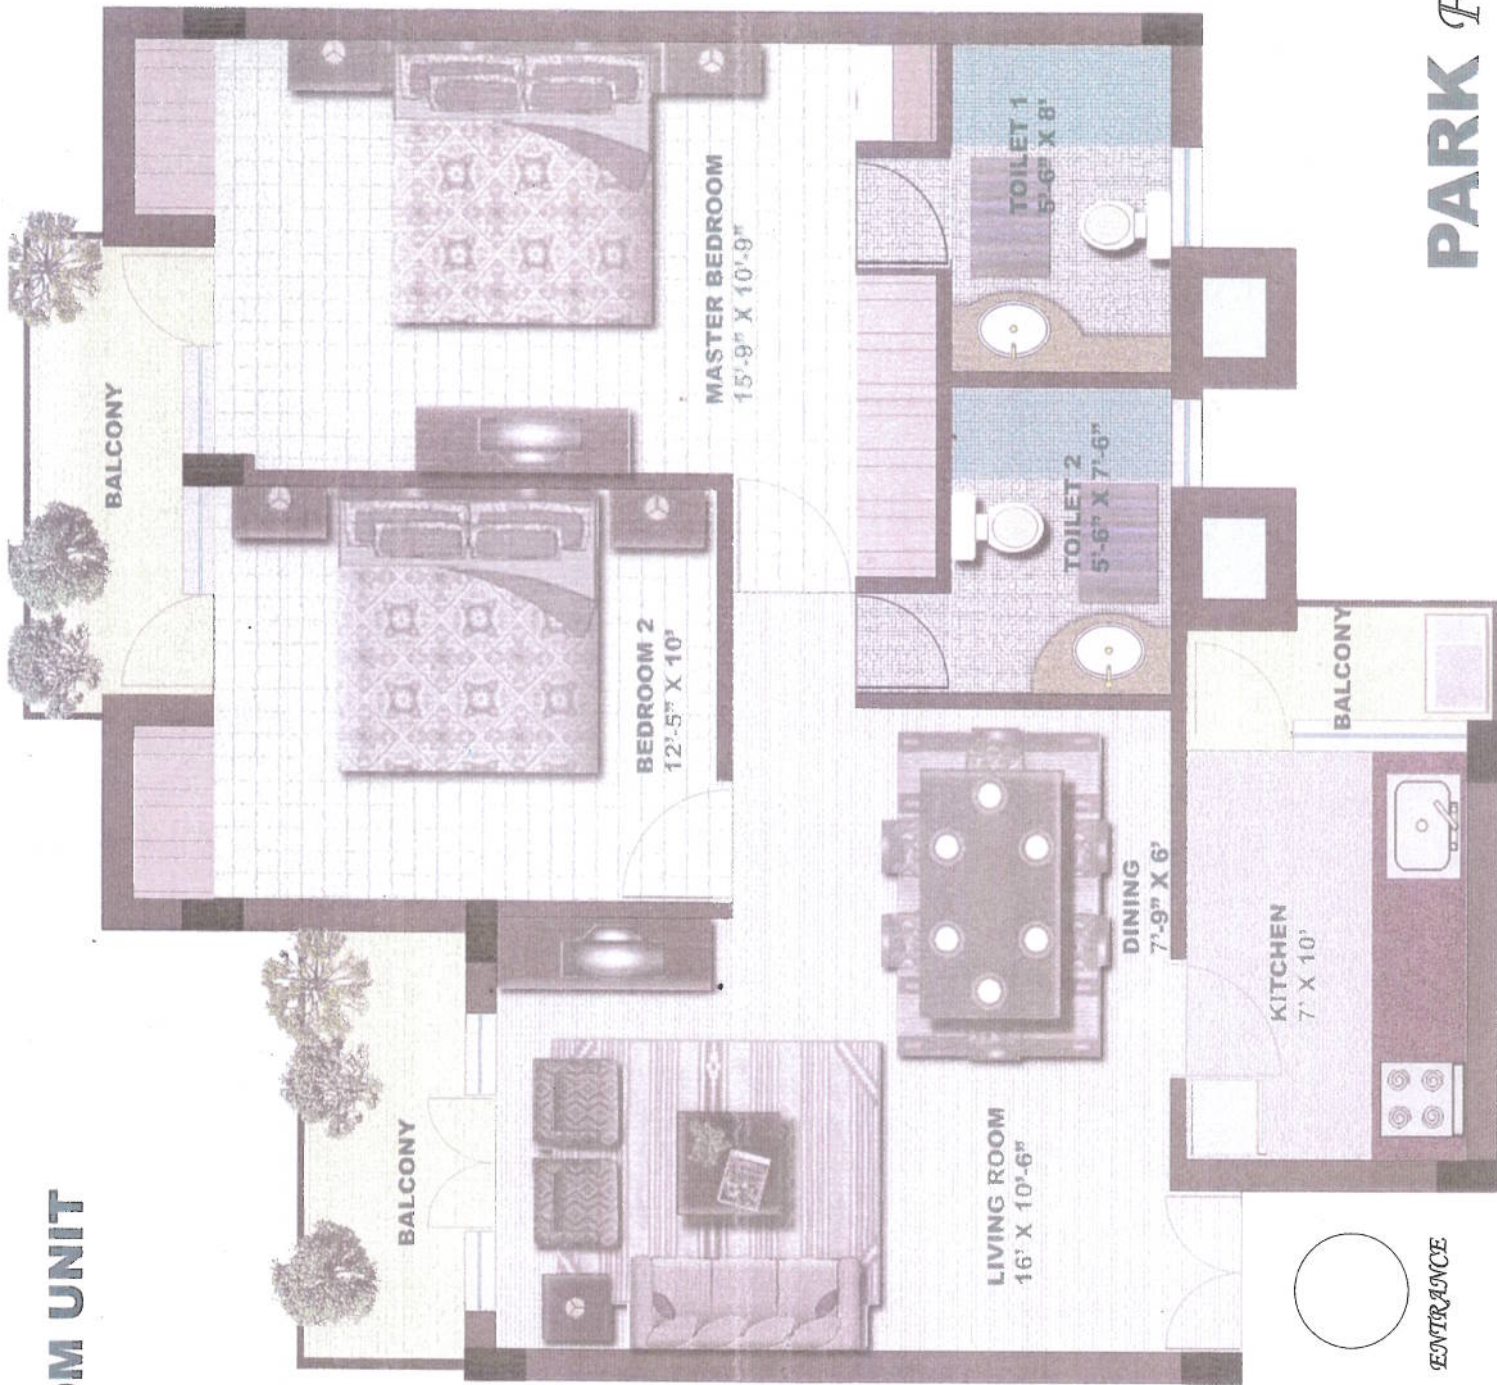 OM UNIT
BALCONY
BALCONY
BEDROOM 2
12'-5" X 10'
MASTER BEDROOM
15'-9" X 10'-9"
LIVING ROOM
16' X 10'-6"
TOILET 1
5'-6" X 8'
TOILET 2
5'-6" X 7'-6"
DINING
7'-9" X 6'
KITCHEN
7' X 10'
BALCONY
ENTRANCE
PARK